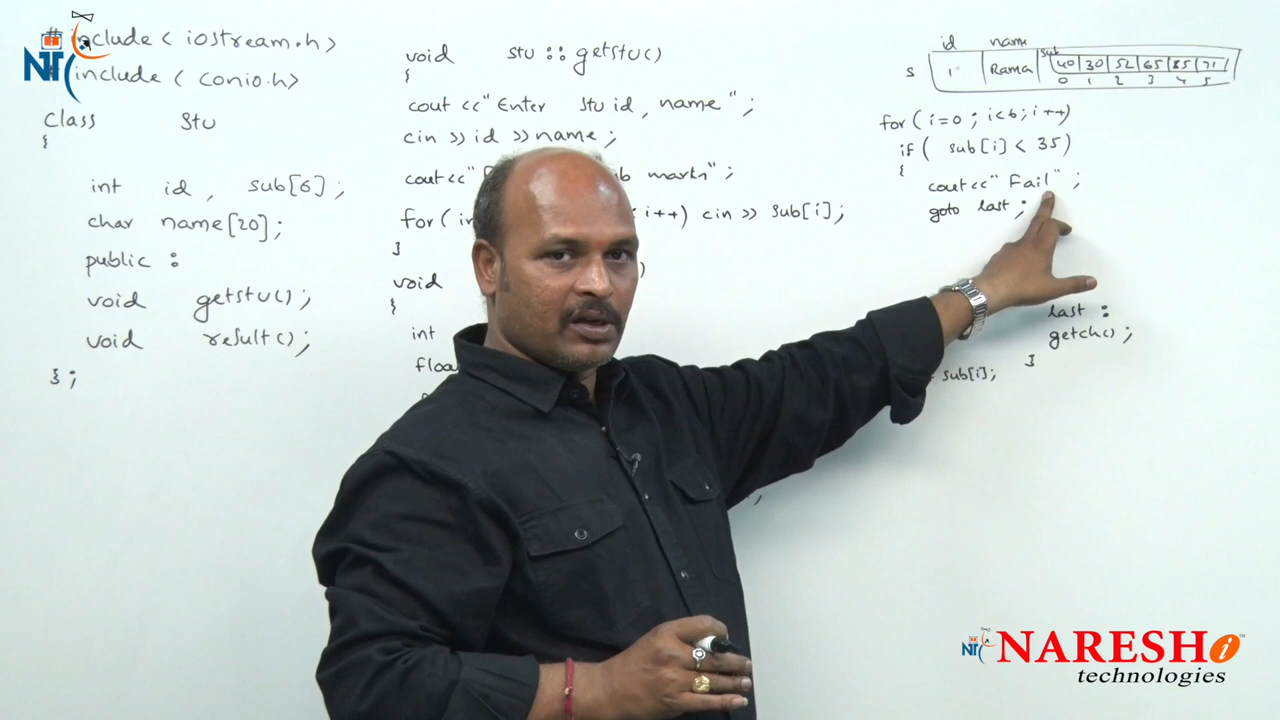 # include < iostream.h >
# include < conio.h>
Class Stu
{
int id, sub[6];
char name[20];
public :
void getstu();
void result();
};
void stu :: getstu()
{
cout << "Enter Stu id, name";
cin >> id >> name;
cout << marks";
for( i++) cin >> sub[i];
}
void )
{
int
id name
s 1 Rama sub 40 30 52 65 85 71
0 1 2 3 4 5
for( i=0; i<6; i++)
if( sub[i] < 35)
{
cout<<" Fail" ;
goto last ;
last :
getch();
}
sub[i];
NT
NARESH i ™
technologies